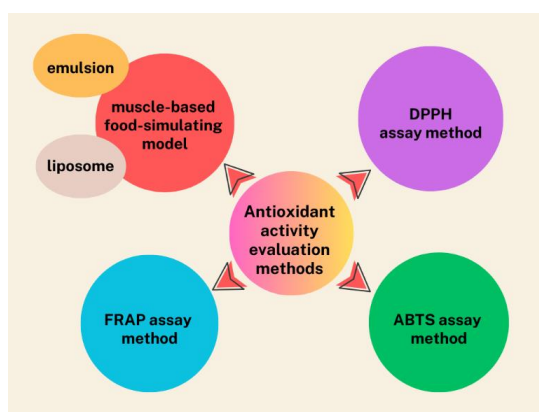 emulsion
muscle-based
food-simulating
model
liposome
DPPH
assay method
Antioxidant
activity
evaluation
methods
FRAP assay
method
ABTS assay
method